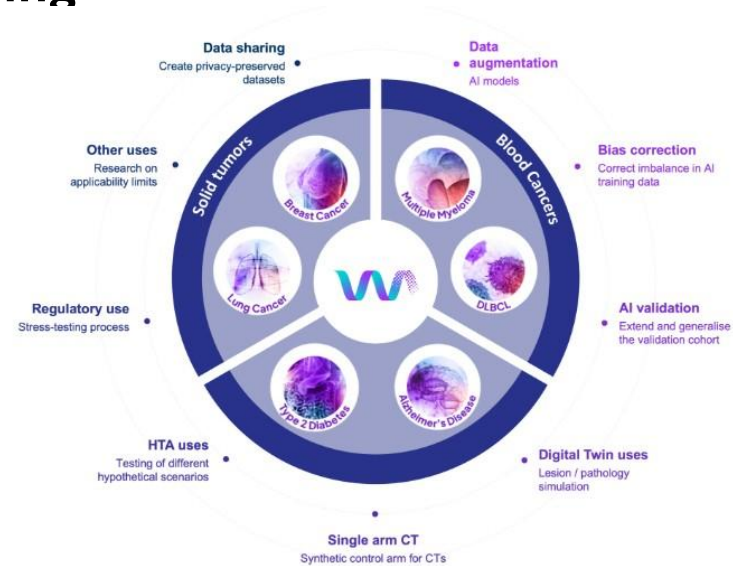 Data sharing
Create privacy-preserved
datasets
Data
augmentation
AI models
Other uses
Research on
applicability limits
Bias correction
Correct imbalance in AI
training data
Solid tumors
Blood Cancers
Breast Cancer
Multiple Myeloma
Lung Cancer
DLBCL
Type 2 Diabetes
Alzheimer's Disease
Regulatory use
Stress-testing process
AI validation
Extend and generalise
the validation cohort
HTA uses
Testing of different
hypothetical scenarios
Digital Twin uses
Lesion / pathology
simulation
Single arm CT
Synthetic control arm for CTs